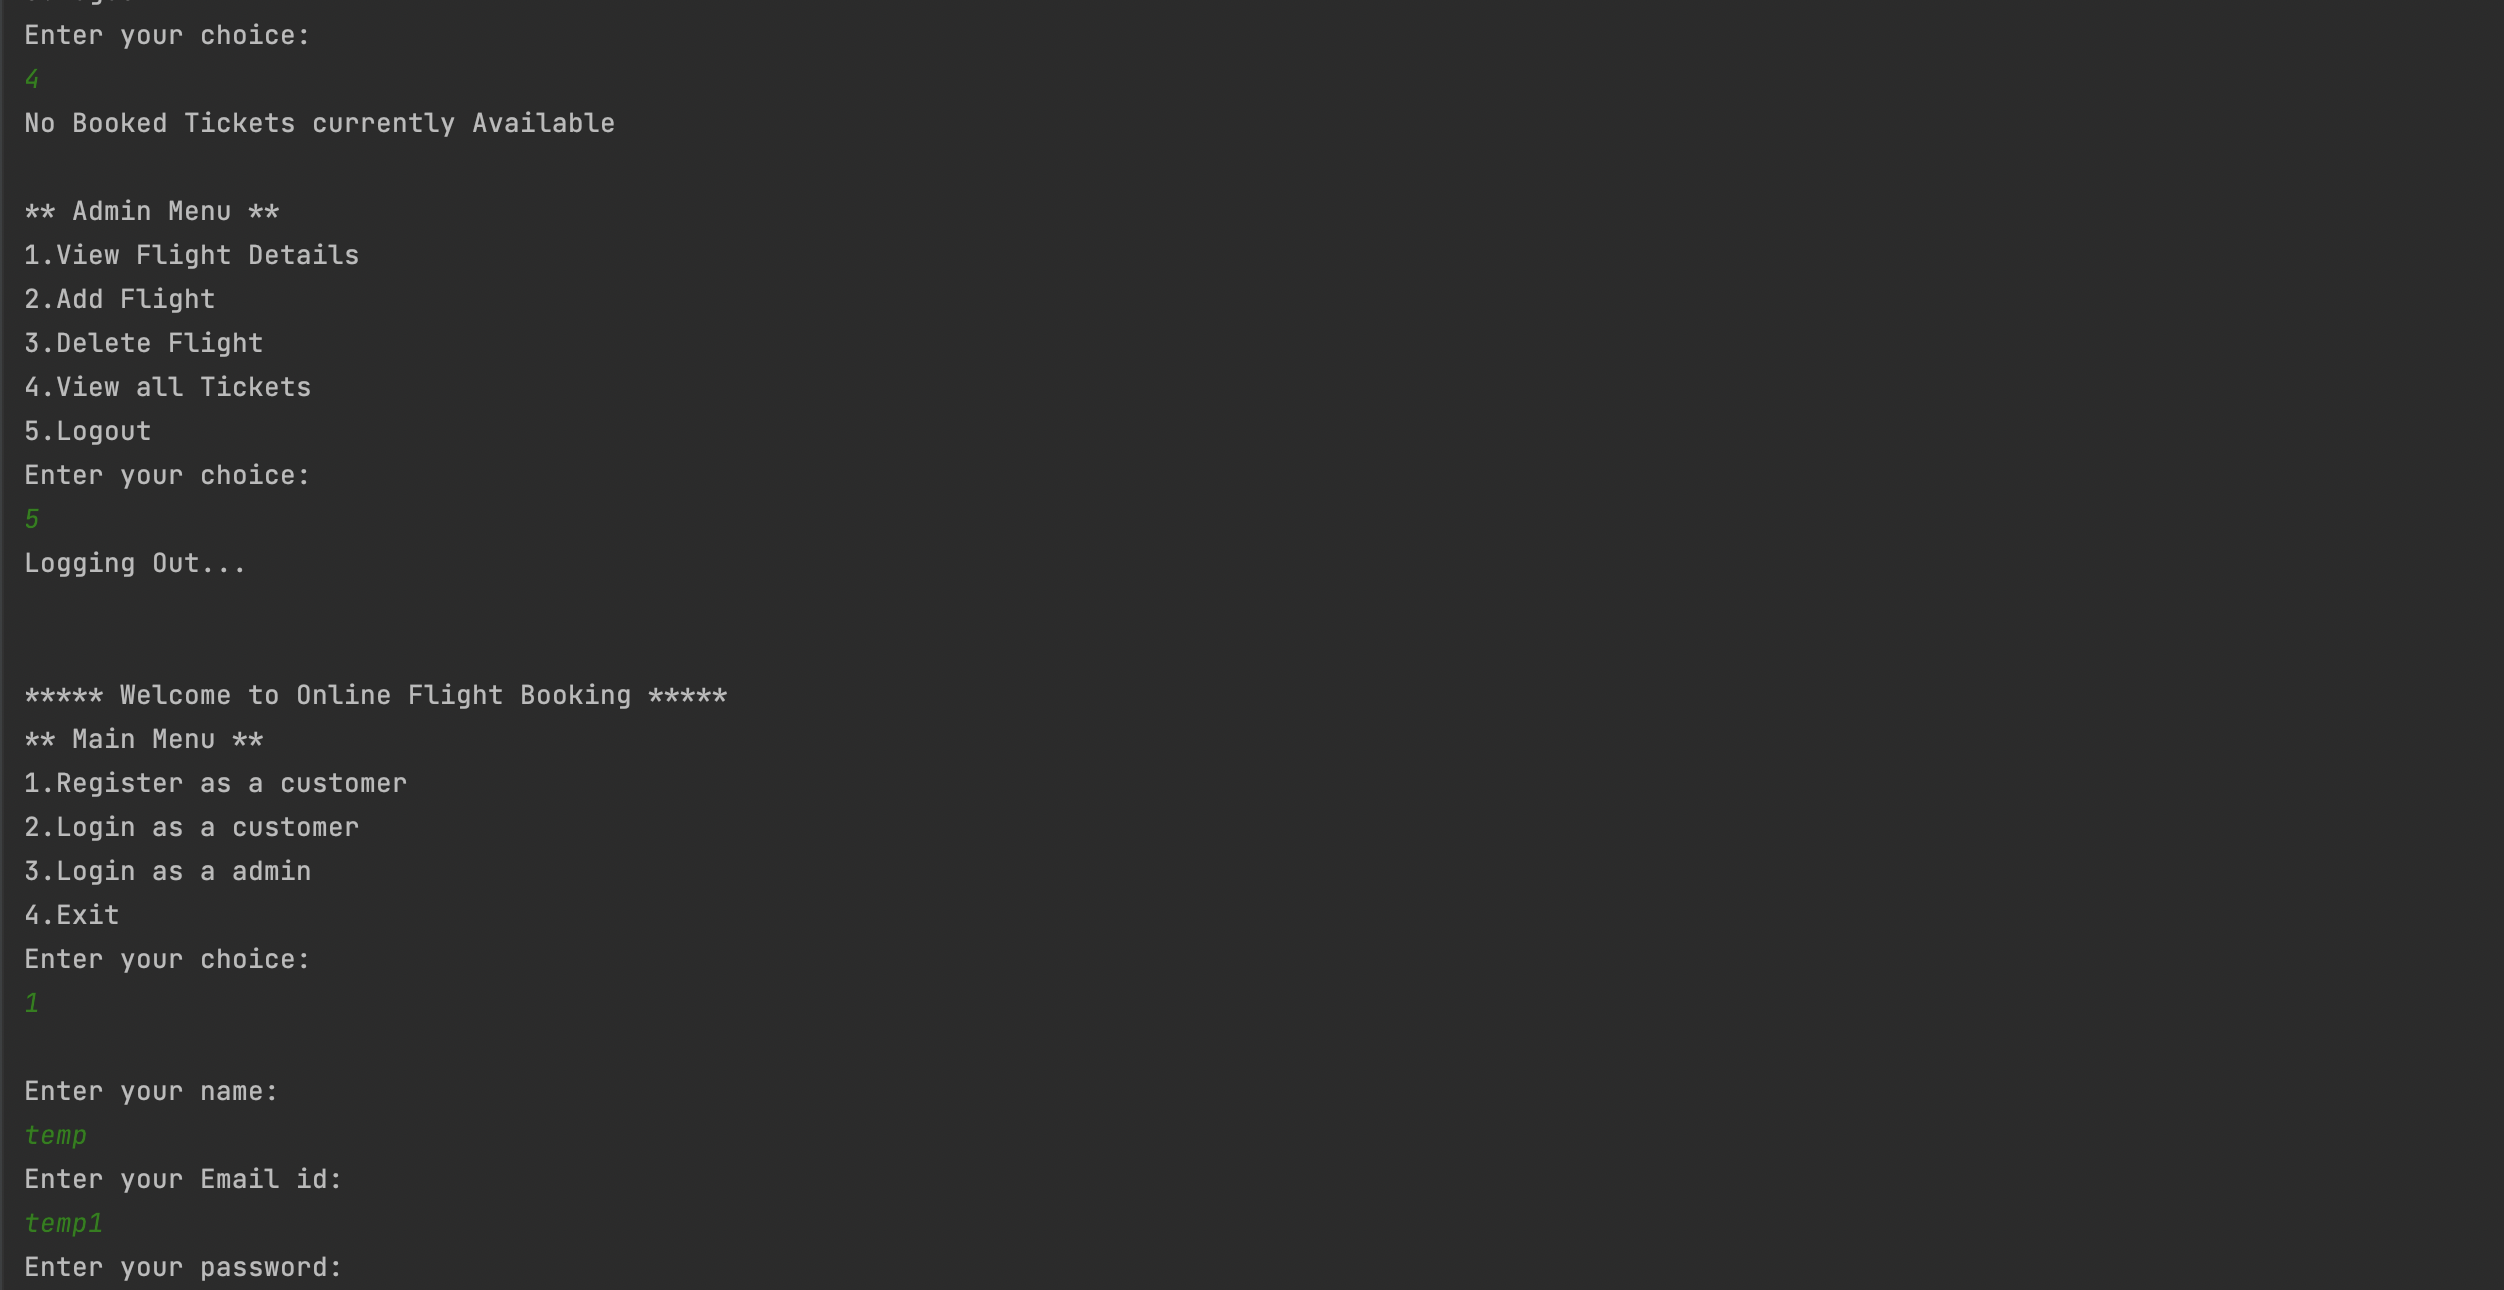 Enter your choice:
4
No Booked Tickets currently Available
** Admin Menu **
1.View Flight Details
2.Add Flight
3.Delete Flight
4.View all Tickets
5.Logout
Enter your choice:
5
Logging Out...
***** Welcome to Online Flight Booking *****
** Main Menu **
1.Register as a customer
2.Login as a customer
3.Login as a admin
4.Exit
Enter your choice:
1
Enter your name:
temp
Enter your Email id:
temp1
Enter your password: